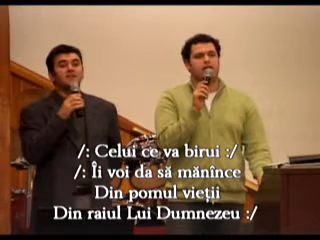 /: Celui ce va birui :/
/: Îi voi da să mănînce
Din pomul vieții
Din raiul Lui Dumnezeu :/